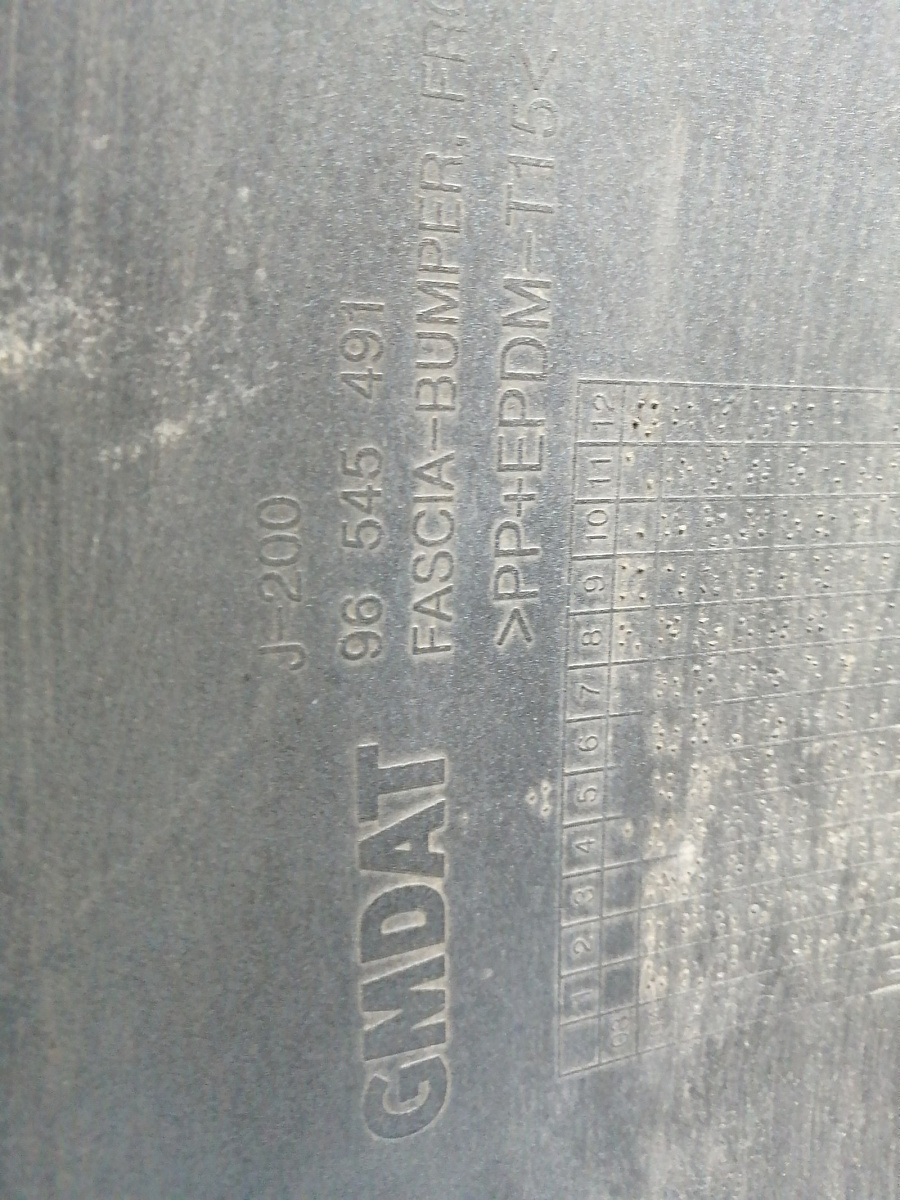 J-200
96 545 491
GMDAT
FASCIA-BUMPER, FRO
>PP+EPDM-T15<
1 2 3 4 5 6 7 8 9 10 11 12